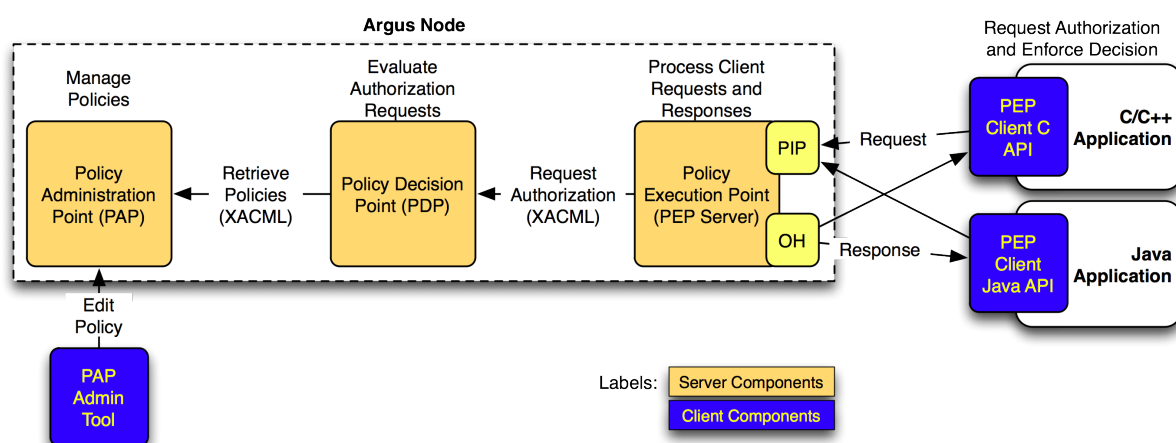 Argus Node
Request Authorization
and Enforce Decision
Manage
Policies
Evaluate
Authorization
Requests
Process Client
Requests and
Responses
Policy
Administration
Point (PAP)
Retrieve
Policies
(XACML)
Policy Decision
Point (PDP)
Request
Authorization
(XACML)
Policy
Execution Point
(PEP Server)
PIP
OH
Request
Response
PEP
Client C
API
C/C++
Application
PEP
Client
Java API
Java
Application
Edit
Policy
PAP
Admin
Tool
Labels:
Server Components
Client Components